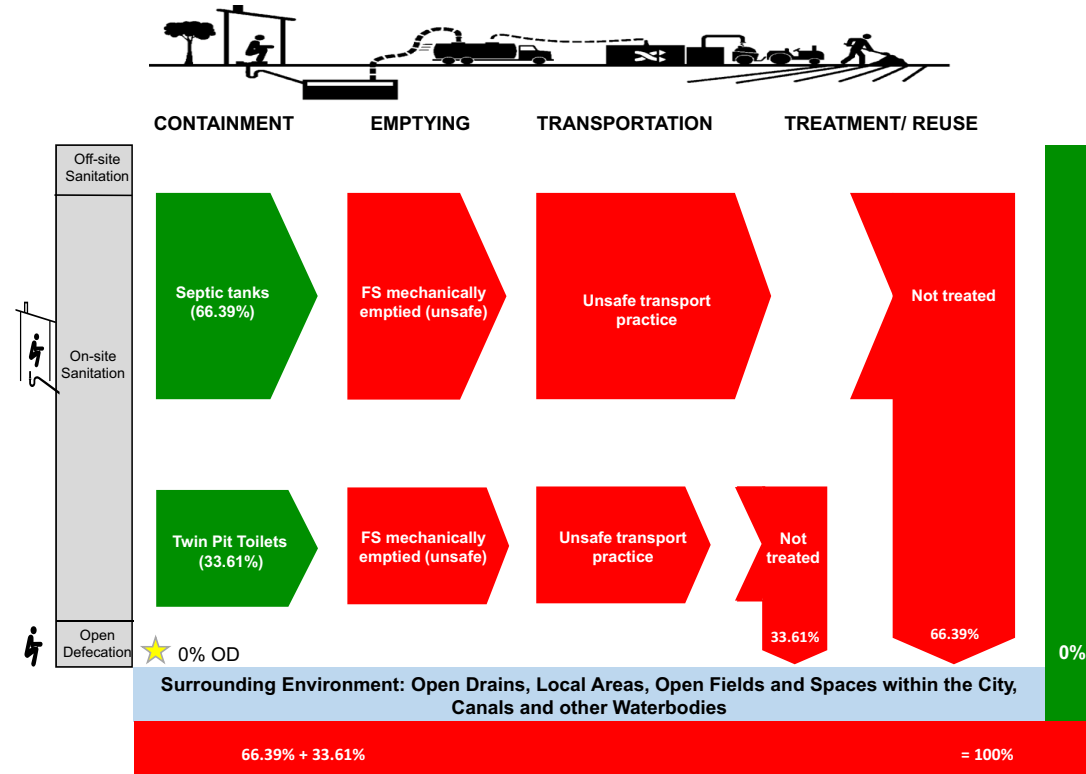 CONTAINMENT
EMPTYING
TRANSPORTATION
TREATMENT/ REUSE
Off-site
Sanitation
On-site
Sanitation
Open
Defecation
Septic tanks
(66.39%)
FS mechanically
emptied (unsafe)
Unsafe transport
practice
Not treated
Twin Pit Toilets
(33.61%)
FS mechanically
emptied (unsafe)
Unsafe transport
practice
Not
treated
33.61%
66.39%
0% OD
0%
Surrounding Environment: Open Drains, Local Areas, Open Fields and Spaces within the City,
Canals and other Waterbodies
66.39% + 33.61%
= 100%